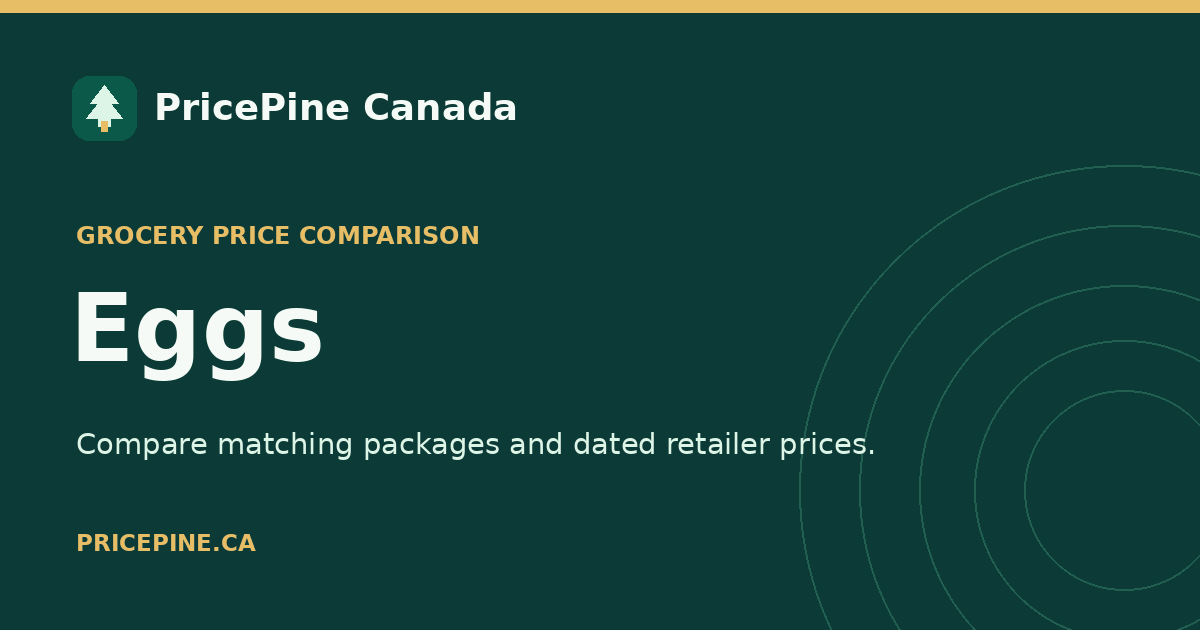 PricePine Canada
GROCERY PRICE COMPARISON
Eggs
Compare matching packages and dated retailer prices.
PRICEPINE.CA